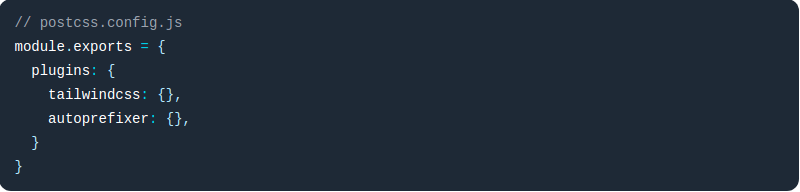 // postcss.config.js
module.exports = {
  plugins: {
    tailwindcss: {},
    autoprefixer: {},
  }
}